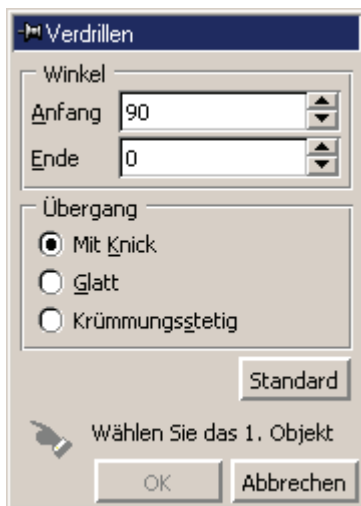 Verdrillen
Winkel
Anfang 90
Ende 0
Übergang
Mit Knick
Glatt
Krümmungsstetig
Standard
Wählen Sie das 1. Objekt
OK Abbrechen